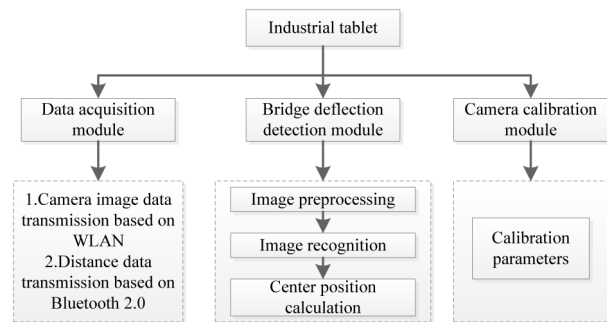 Industrial tablet
Data acquisition
module
Bridge deflection
detection module
Camera calibration
module
1.Camera image data
transmission based on
WLAN
2.Distance data
transmission based on
Bluetooth 2.0
Image preprocessing
Image recognition
Center position
calculation
Calibration
parameters